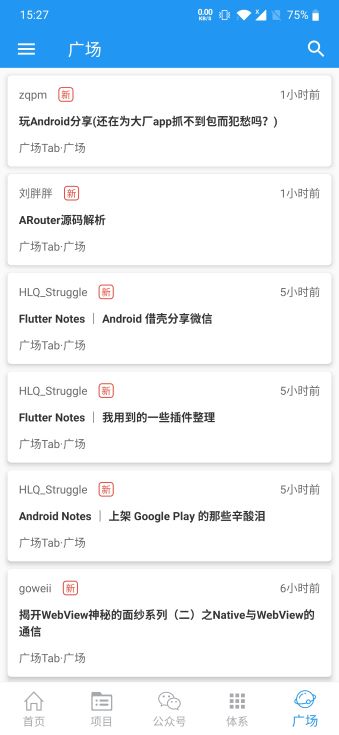 15:27
0.00
KB/S
75%
广场
zqpm 新 1小时前
玩Android分享(还在为大厂app抓不到包而犯愁吗？)
广场Tab·广场
刘胖胖 新 1小时前
ARouter源码解析
广场Tab·广场
HLQ_Struggle 新 5小时前
Flutter Notes ｜ Android 借壳分享微信
广场Tab·广场
HLQ_Struggle 新 5小时前
Flutter Notes ｜ 我用到的一些插件整理
广场Tab·广场
HLQ_Struggle 新 5小时前
Android Notes ｜ 上架 Google Play 的那些辛酸泪
广场Tab·广场
goweii 新 6小时前
揭开WebView神秘的面纱系列（二）之Native与WebView的
通信
广场Tab·广场
首页 项目 公众号 体系 广场